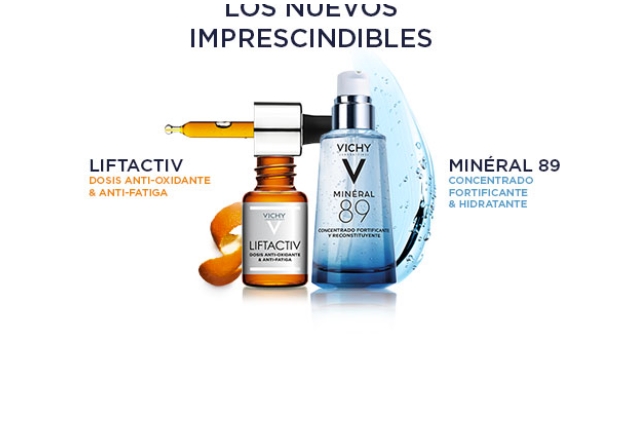 LOS NUEVOS
IMPRESCINDIBLES
LIFTACTIV
DOSIS ANTI-OXIDANTE
& ANTI-FATIGA
VICHY
LIFTACTIV
DOSIS ANTI-OXIDANTE
& ANTI-FATIGA
VICHY
MINÉRAL
89
CONCENTRADO FORTIFICANTE
Y RECONSTITUYENTE
MINÉRAL 89
CONCENTRADO
FORTIFICANTE
& HIDRATANTE